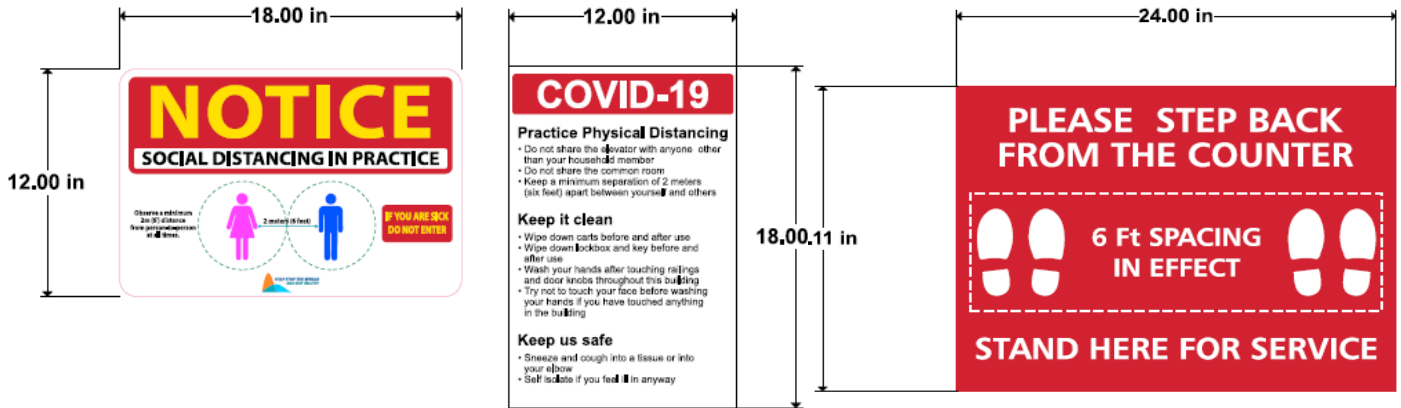 18.00 in
12.00 in
NOTICE
SOCIAL DISTANCING IN PRACTICE
Observe a minimum
2m (6') distance
from person-to-person
at all times.
2 meters (6 feet)
IF YOU ARE SICK
DO NOT ENTER
12.00 in
COVID-19
Practice Physical Distancing
• Do not share the elevator with anyone other
than your household member
• Do not share the common room
• Keep a minimum separation of 2 meters
(six feet) apart between yourself and others
Keep it clean
• Wipe down carts before and after use
• Wipe down lockbox and key before and
after use
• Wash your hands after touching railings
and door knobs throughout this building
• Try not to touch your face before washing
your hands if you have touched anything
in the building
Keep us safe
• Sneeze and cough into a tissue or into
your elbow
• Self isolate if you feel ill in anyway
18.00.11 in
24.00 in
PLEASE STEP BACK
FROM THE COUNTER
6 Ft SPACING
IN EFFECT
STAND HERE FOR SERVICE